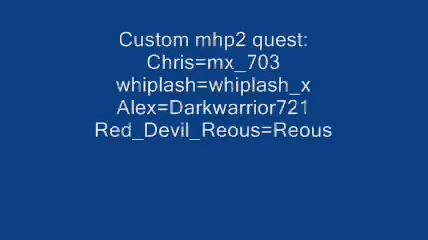 Custom mhp2 quest:
Chris=mx_703
whiplash=whiplash_x
Alex=Darkwarrior721
Red_Devil_Reous=Reous